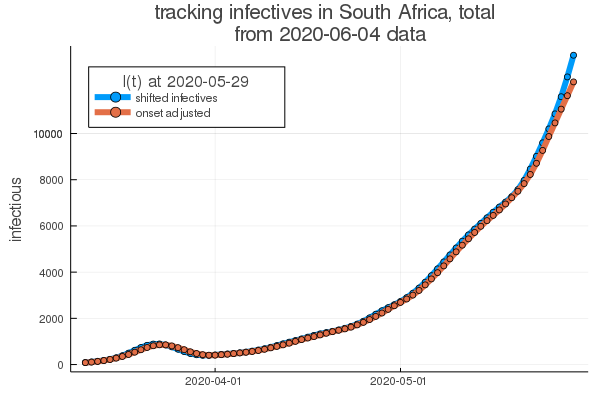 tracking infectives in South Africa, total
from 2020-06-04 data
I(t) at 2020-05-29
shifted infectives
onset adjusted
infectious
10000
8000
6000
4000
2000
0
2020-04-01
2020-05-01